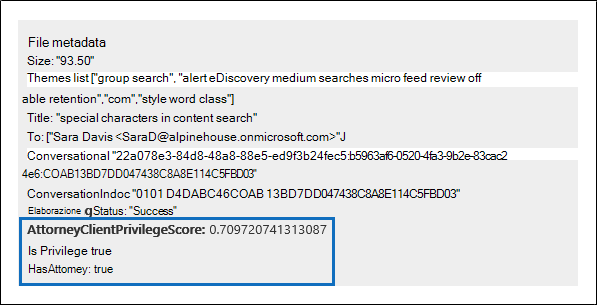 File metadata
Size: "93.50"
Themes list ["group search", "alert eDiscovery medium searches micro feed review off
able retention","com","style word class"]
Title: "special characters in content search"
To: ["Sara Davis <SaraD@alpinehouse.onmicrosoft.com>"J
Conversational "22a078e3-84d8-48a8-88e5-ed9f3b24fec5:b5963af6-0520-4fa3-9b2e-83cac2
4e6:COAB13BD7DD047438C8A8E114C5FBD03"
ConversationIndoc "0101 D4DABC46COAB 13BD7DD047438C8A8E114C5FBD03"
Elaborazione qStatus: "Success"
AttorneyClientPrivilegeScore: 0.709720741313087
Is Privilege true
HasAttomey: true